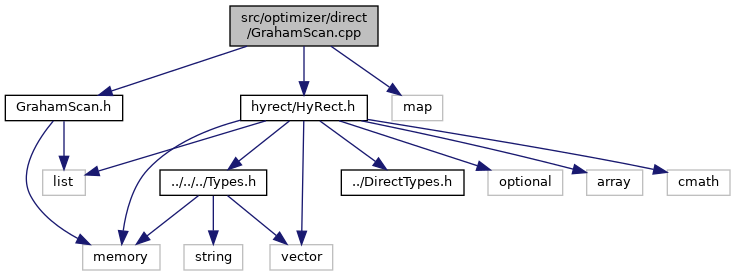 src/optimizer/direct
/GrahamScan.cpp
GrahamScan.h
hyrect/HyRect.h
map
list
../../../Types.h
../DirectTypes.h
optional
array
cmath
memory
string
vector